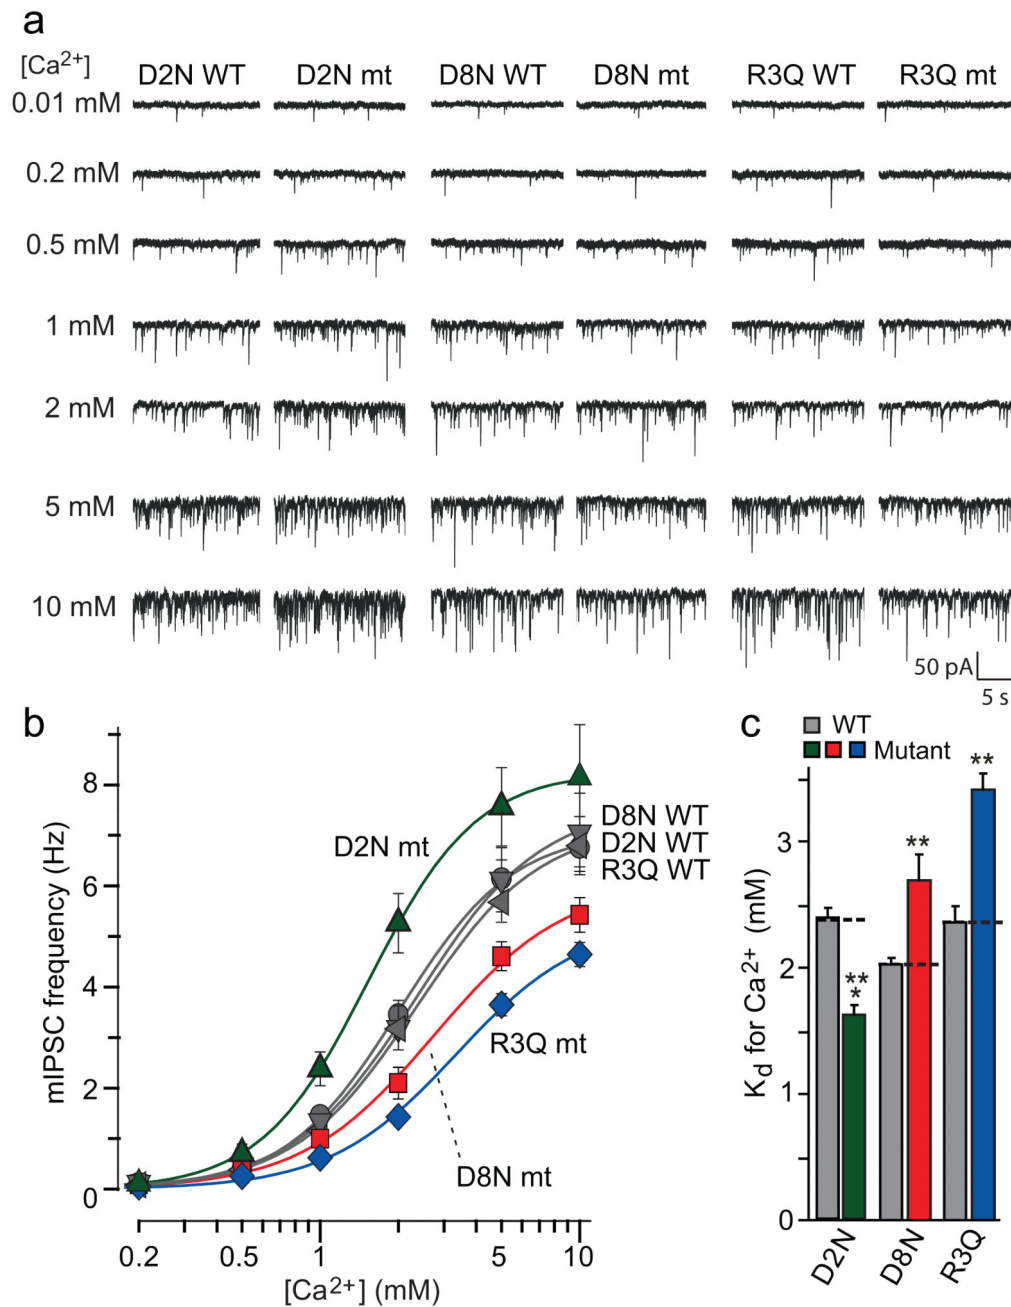 a
[Ca²⁺]
D2N WT D2N mt D8N WT D8N mt R3Q WT R3Q mt
0.01 mM
0.2 mM
0.5 mM
1 mM
2 mM
5 mM
10 mM
50 pA
5 s
b
mIPSC frequency (Hz)
8
6
4
2
0
D2N mt
D8N WT
D2N WT
R3Q WT
R3Q mt
D8N mt
0.2 0.5 1 2 5 10
[Ca²⁺] (mM)
c
WT
Mutant
K_d for Ca²⁺ (mM)
3
2
1
0
**
*
**
**
D2N D8N R3Q